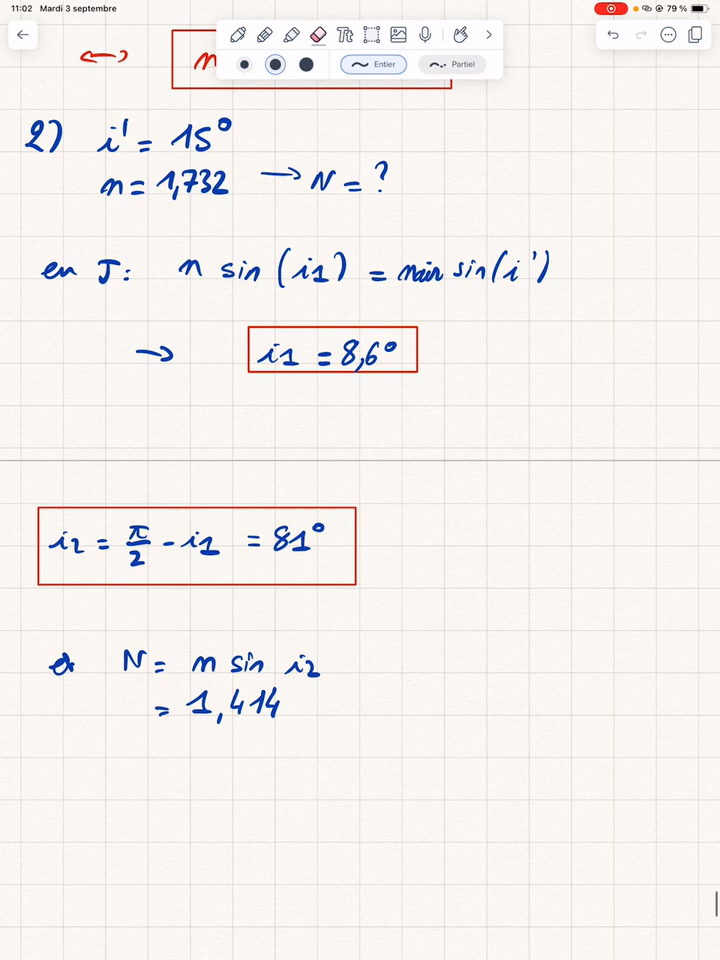 11:02 Mardi 3 septembre 79 %
Tt
Entier Partiel
2) i' = 15°
n = 1,732 → N = ?
en J: n sin (i1) = nair sin(i')
→ i1 = 8,6°
i2 = π/2 - i1 = 81°
N = n sin i2
= 1,414